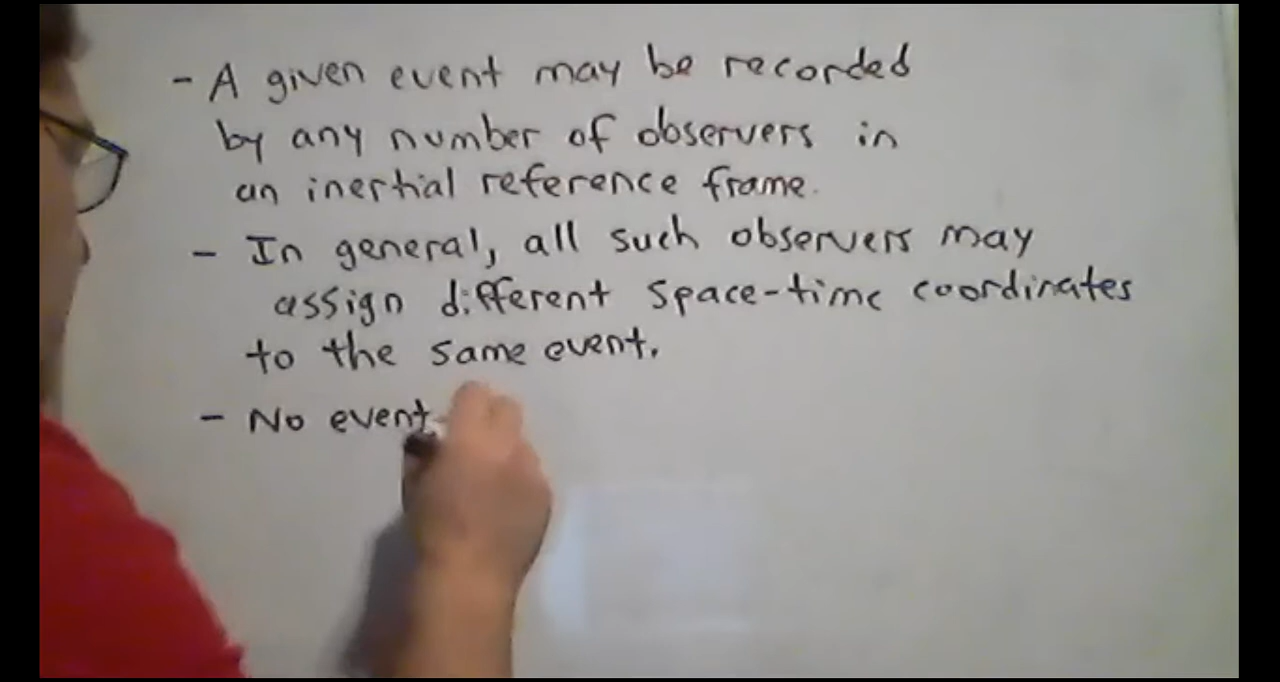 - A given event may be recorded
by any number of observers in
an inertial reference frame.
- In general, all such observers may
assign different space-time coordinates
to the same event.
- No event